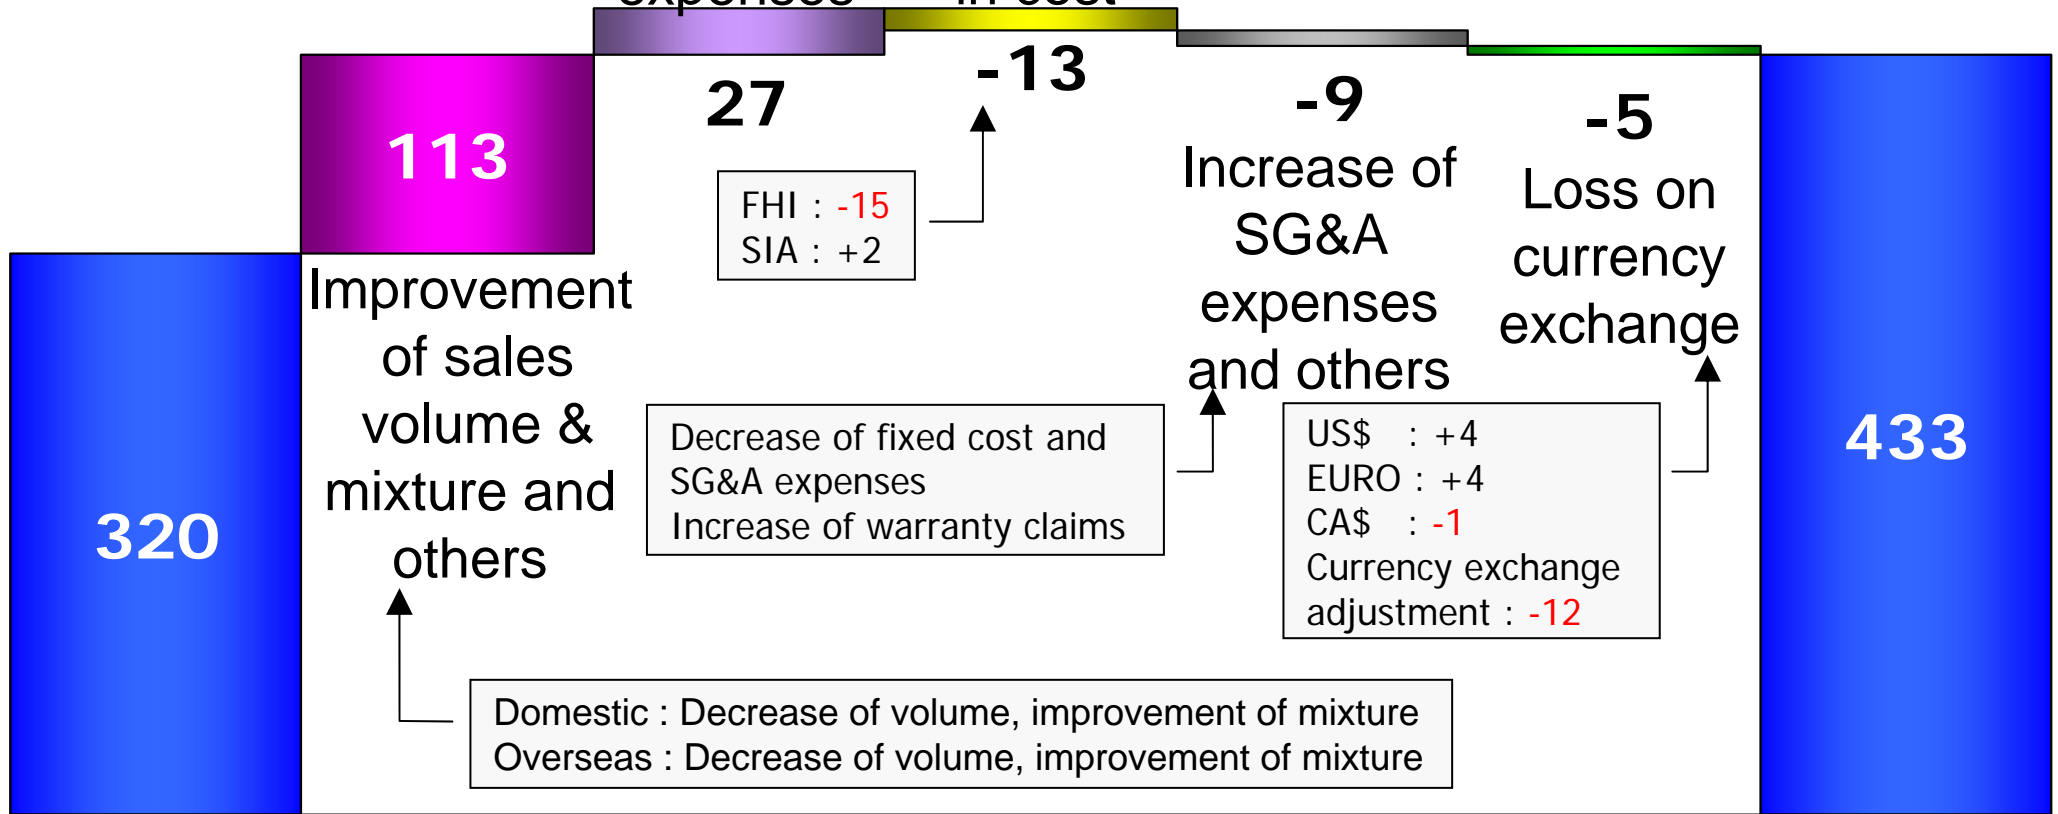 expenses
in cost
113
27
-13
-9
-5
FHI : -15
SIA : +2
Increase of
SG&A
expenses
and others
Loss on
currency
exchange
Improvement
of sales
volume &
mixture and
others
320
433
Decrease of fixed cost and
SG&A expenses
Increase of warranty claims
US$ : +4
EURO : +4
CA$ : -1
Currency exchange
adjustment : -12
Domestic : Decrease of volume, improvement of mixture
Overseas : Decrease of volume, improvement of mixture